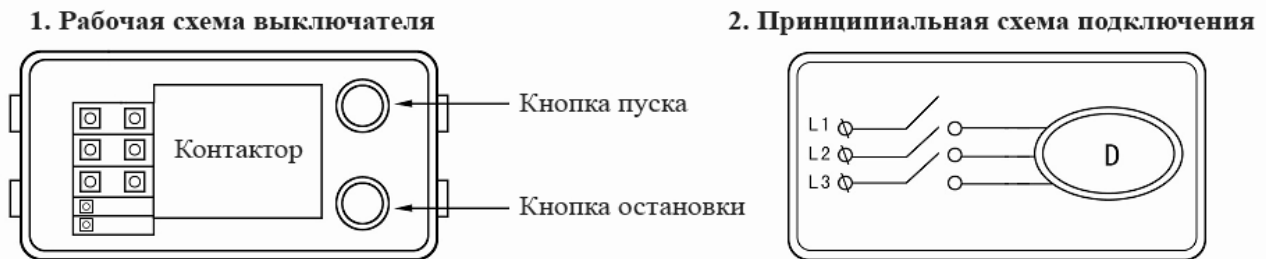 1. Рабочая схема выключателя
2. Принципиальная схема подключения
Контактор
Кнопка пуска
Кнопка остановки
L1
L2
L3
D